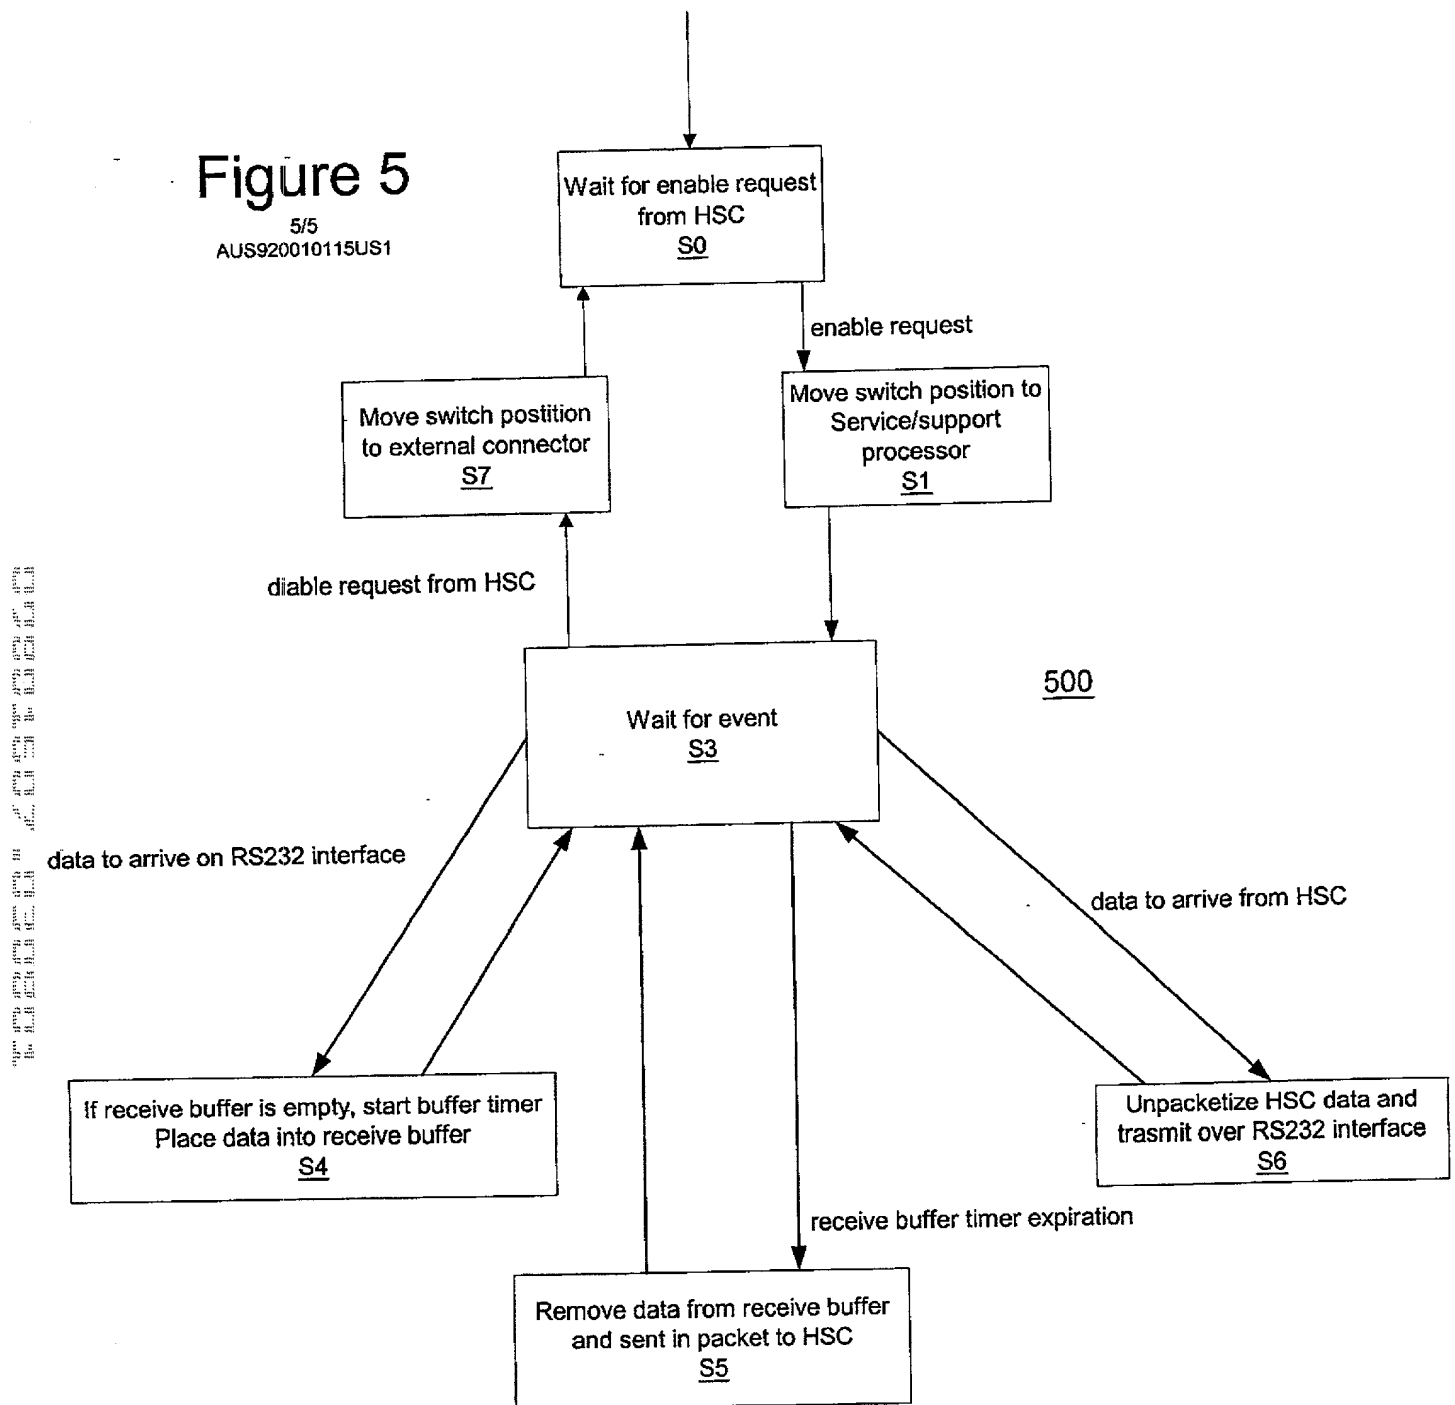 Figure 5
5/5
AUS920010115US1
Wait for enable request
from HSC
S0
enable request
Move switch postition
to external connector
S7
Move switch position to
Service/support
processor
S1
diable request from HSC
Wait for event
S3
500
data to arrive on RS232 interface
data to arrive from HSC
If receive buffer is empty, start buffer timer
Place data into receive buffer
S4
Unpacketize HSC data and
trasmit over RS232 interface
S6
receive buffer timer expiration
Remove data from receive buffer
and sent in packet to HSC
S5